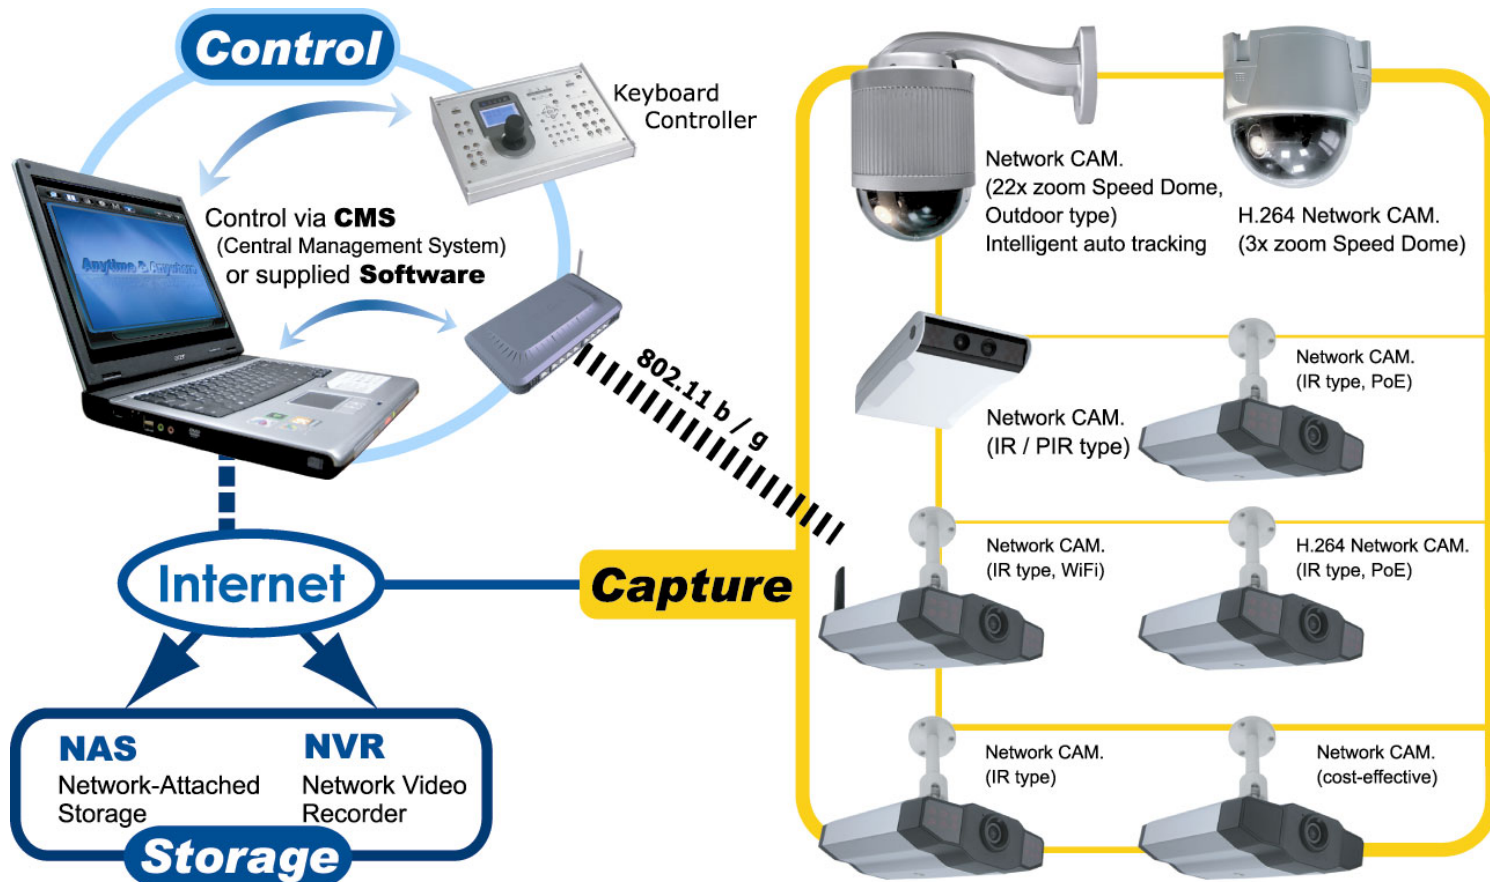 Control
Keyboard
Controller
Control via CMS
(Central Management System)
or supplied Software
Anytime & Anywhere
acer
802.11 b / g
Internet
NAS
Network-Attached
Storage
NVR
Network Video
Recorder
Storage
Capture
Network CAM.
(22x zoom Speed Dome,
Outdoor type)
Intelligent auto tracking
H.264 Network CAM.
(3x zoom Speed Dome)
Network CAM.
(IR / PIR type)
Network CAM.
(IR type, PoE)
Network CAM.
(IR type, WiFi)
H.264 Network CAM.
(IR type, PoE)
Network CAM.
(IR type)
Network CAM.
(cost-effective)